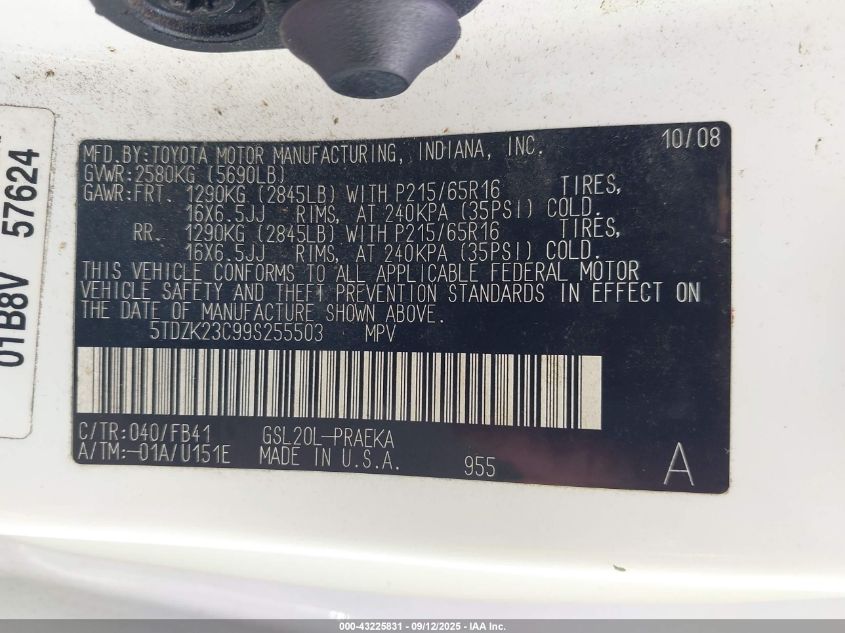 01B8V 57624
MFD.BY:TOYOTA MOTOR MANUFACTURING, INDIANA, INC. 10/08
GVWR:2580KG (5690LB)
GAWR:FRT. 1290KG (2845LB) WITH P215/65R16 TIRES,
16X6.5JJ RIMS, AT 240KPA (35PSI) COLD.
RR. 1290KG (2845LB) WITH P215/65R16 TIRES,
16X6.5JJ RIMS, AT 240KPA (35PSI) COLD.
THIS VEHICLE CONFORMS TO ALL APPLICABLE FEDERAL MOTOR
VEHICLE SAFETY AND THEFT PREVENTION STANDARDS IN EFFECT ON
THE DATE OF MANUFACTURE SHOWN ABOVE.
5TDZK23C99S255503 MPV
C/TR:040/FB41 GSL20L-PRAEKA
A/TM:-01A/U151E MADE IN U.S.A. 955 A
000-43225831 - 09/12/2025 - IAA Inc.